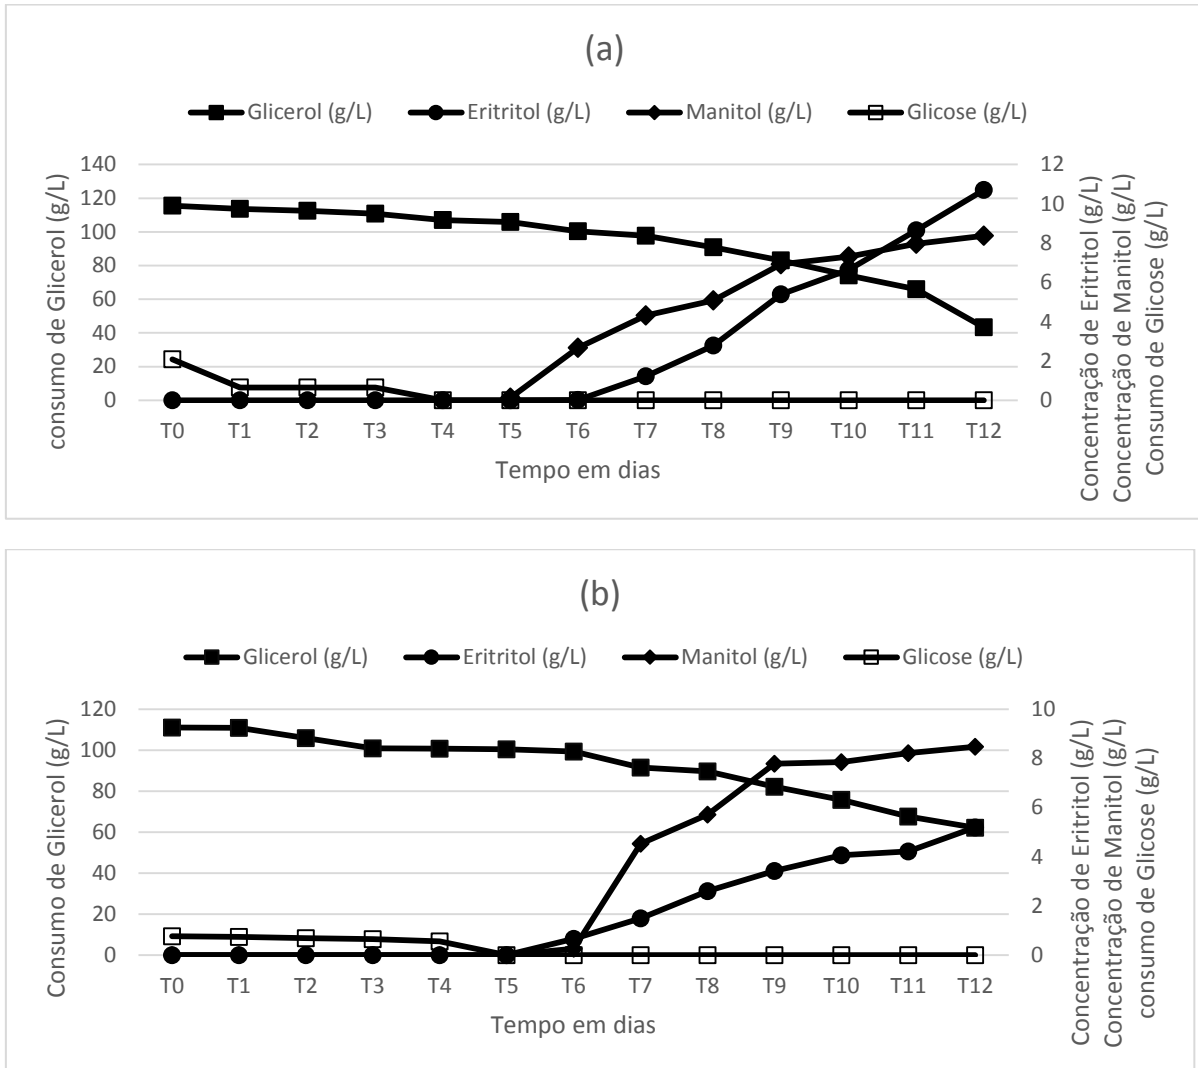 (a)
Glicerol (g/L) Eritritol (g/L) Manitol (g/L) Glicose (g/L)
consumo de Glicerol (g/L)
140
120
100
80
60
40
20
0
T0 T1 T2 T3 T4 T5 T6 T7 T8 T9 T10 T11 T12
Tempo em dias
12
10
8
6
4
2
0
Concentração de Eritritol (g/L)
Concentração de Manitol (g/L)
Consumo de Glicose (g/L)
(b)
Glicerol (g/L) Eritritol (g/L) Manitol (g/L) Glicose (g/L)
Consumo de Glicerol (g/L)
120
100
80
60
40
20
0
T0 T1 T2 T3 T4 T5 T6 T7 T8 T9 T10 T11 T12
Tempo em dias
10
8
6
4
2
0
Concentração de Eritritol (g/L)
Concentração de Manitol (g/L)
consumo de Glicose (g/L)